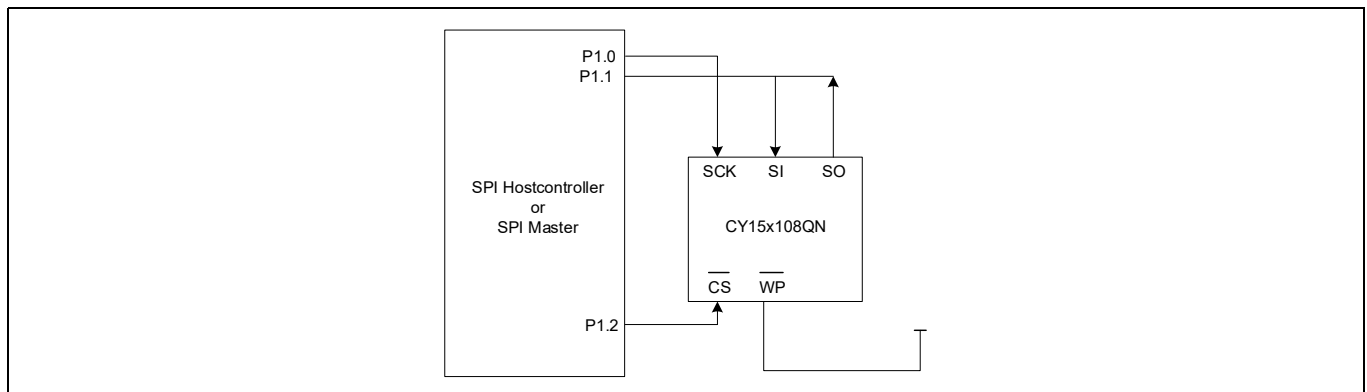 P1.0
P1.1
SCK SI SO
SPI Hostcontroller
or
SPI Master
CY15x108QN
CS WP
P1.2